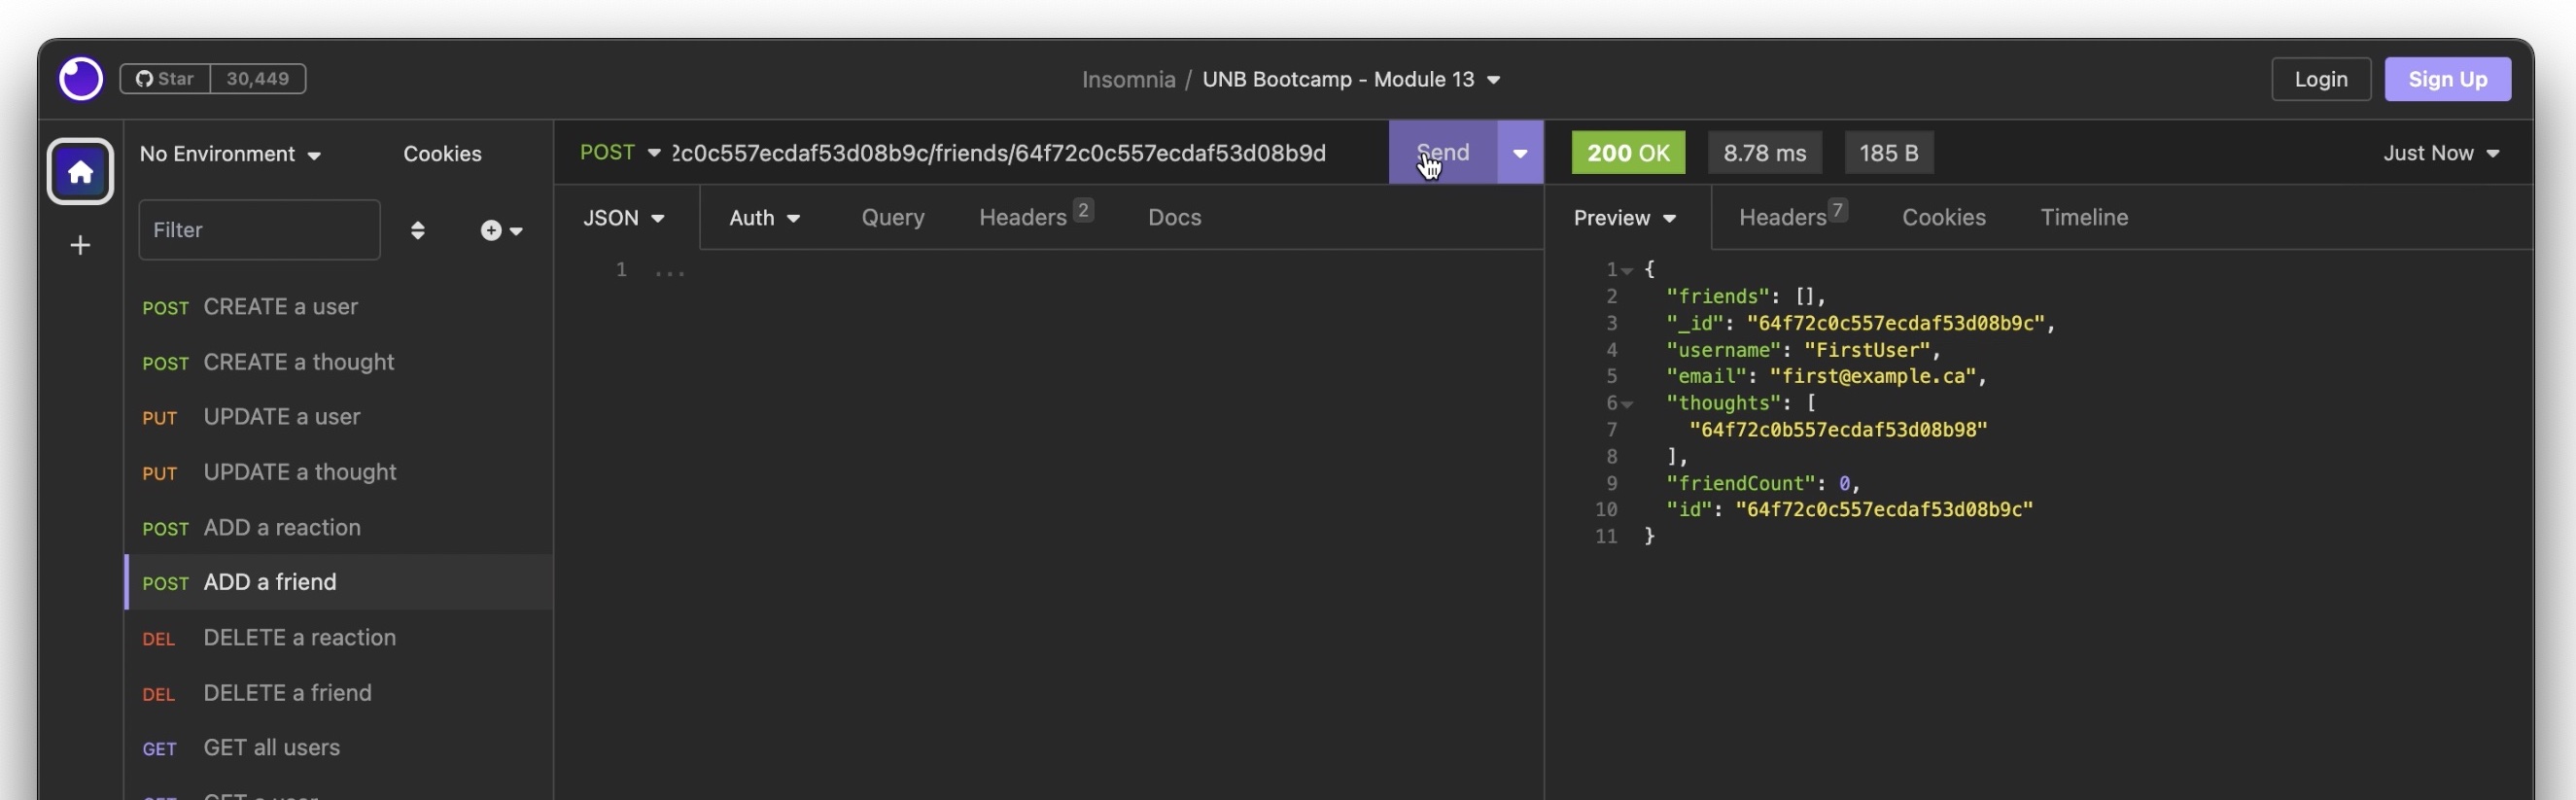 Star 30,449
Insomnia / UNB Bootcamp - Module 13
Login Sign Up
No Environment Cookies
Filter
POST CREATE a user
POST CREATE a thought
PUT UPDATE a user
PUT UPDATE a thought
POST ADD a reaction
POST ADD a friend
DEL DELETE a reaction
DEL DELETE a friend
GET GET all users
POST 2c0c557ecdaf53d08b9c/friends/64f72c0c557ecdaf53d08b9d Send
JSON Auth Query Headers 2 Docs
1 ...
200 OK 8.78 ms 185 B Just Now
Preview Headers 7 Cookies Timeline
1 {
2 "friends": [],
3 "_id": "64f72c0c557ecdaf53d08b9c",
4 "username": "FirstUser",
5 "email": "first@example.ca",
6 "thoughts": [
7 "64f72c0b557ecdaf53d08b98"
8 ],
9 "friendCount": 0,
10 "id": "64f72c0c557ecdaf53d08b9c"
11 }